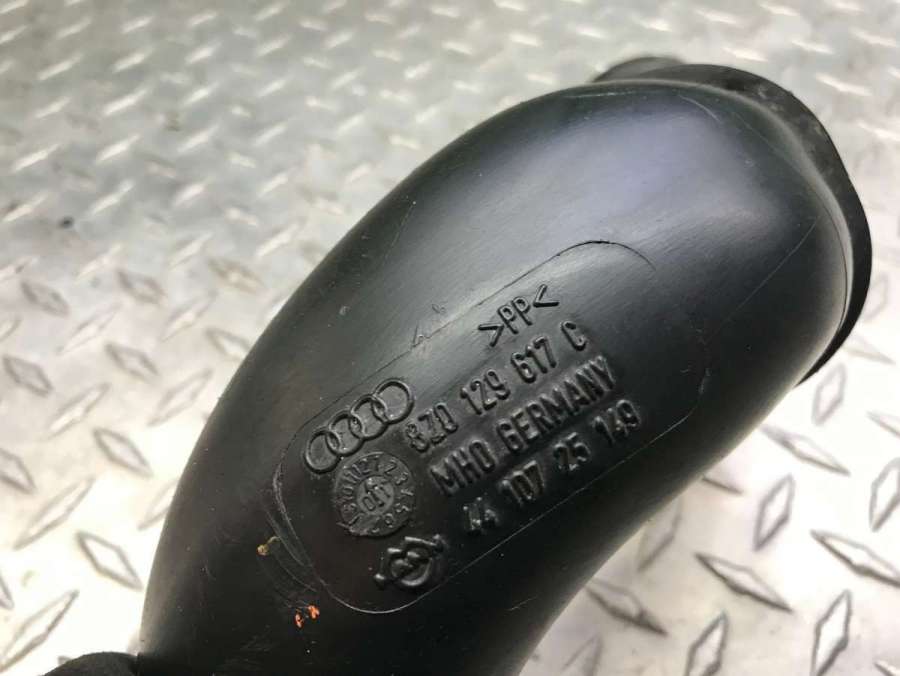 >PP<
8Z0 129 617 C
MHO GERMANY
44 107 25 149